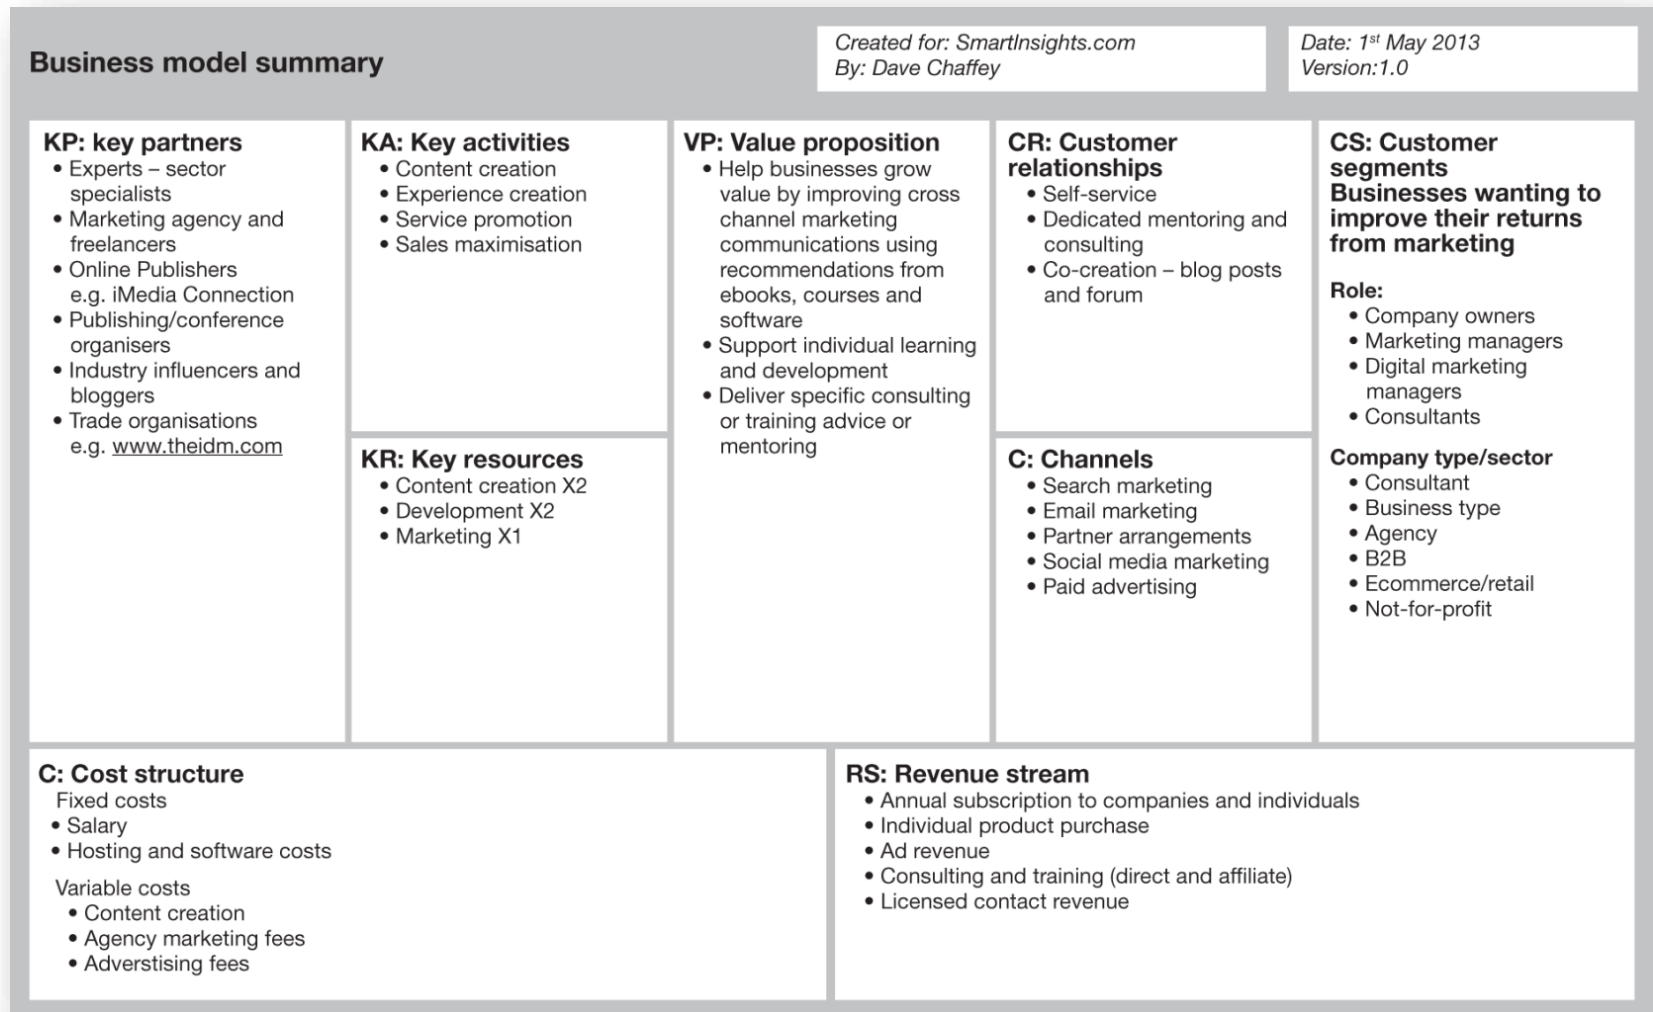 Business model summary
Created for: SmartInsights.com
By: Dave Chaffey
Date: 1st May 2013
Version:1.0
KP: key partners
• Experts – sector
specialists
• Marketing agency and
freelancers
• Online Publishers
e.g. iMedia Connection
• Publishing/conference
organisers
• Industry influencers and
bloggers
• Trade organisations
e.g. www.theidm.com
KA: Key activities
• Content creation
• Experience creation
• Service promotion
• Sales maximisation
KR: Key resources
• Content creation X2
• Development X2
• Marketing X1
VP: Value proposition
• Help businesses grow
value by improving cross
channel marketing
communications using
recommendations from
ebooks, courses and
software
• Support individual learning
and development
• Deliver specific consulting
or training advice or
mentoring
CR: Customer
relationships
• Self-service
• Dedicated mentoring and
consulting
• Co-creation – blog posts
and forum
C: Channels
• Search marketing
• Email marketing
• Partner arrangements
• Social media marketing
• Paid advertising
CS: Customer
segments
Businesses wanting to
improve their returns
from marketing
Role:
• Company owners
• Marketing managers
• Digital marketing
managers
• Consultants
Company type/sector
• Consultant
• Business type
• Agency
• B2B
• Ecommerce/retail
• Not-for-profit
C: Cost structure
Fixed costs
• Salary
• Hosting and software costs
Variable costs
• Content creation
• Agency marketing fees
• Adverstising fees
RS: Revenue stream
• Annual subscription to companies and individuals
• Individual product purchase
• Ad revenue
• Consulting and training (direct and affiliate)
• Licensed contact revenue